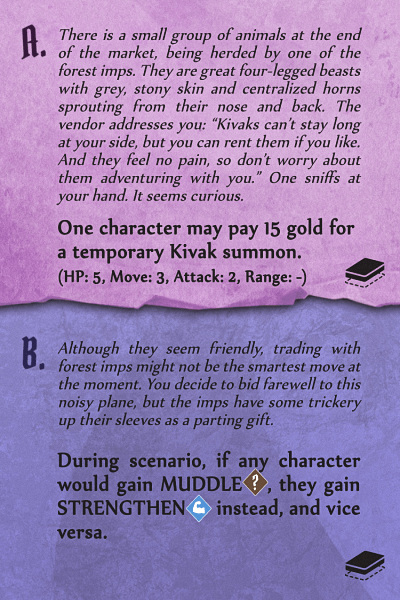 A.
There is a small group of animals at the end
of the market, being herded by one of the
forest imps. They are great four-legged beasts
with grey, stony skin and centralized horns
sprouting from their nose and back. The
vendor addresses you: “Kivaks can’t stay long
at your side, but you can rent them if you like.
And they feel no pain, so don’t worry about
them adventuring with you.” One sniffs at
your hand. It seems curious.
One character may pay 15 gold for
a temporary Kivak summon.
(HP: 5, Move: 3, Attack: 2, Range: -)
B.
Although they seem friendly, trading with
forest imps might not be the smartest move at
the moment. You decide to bid farewell to this
noisy plane, but the imps have some trickery
up their sleeves as a parting gift.
During scenario, if any character
would gain MUDDLE ?, they gain
STRENGTHEN instead, and vice
versa.